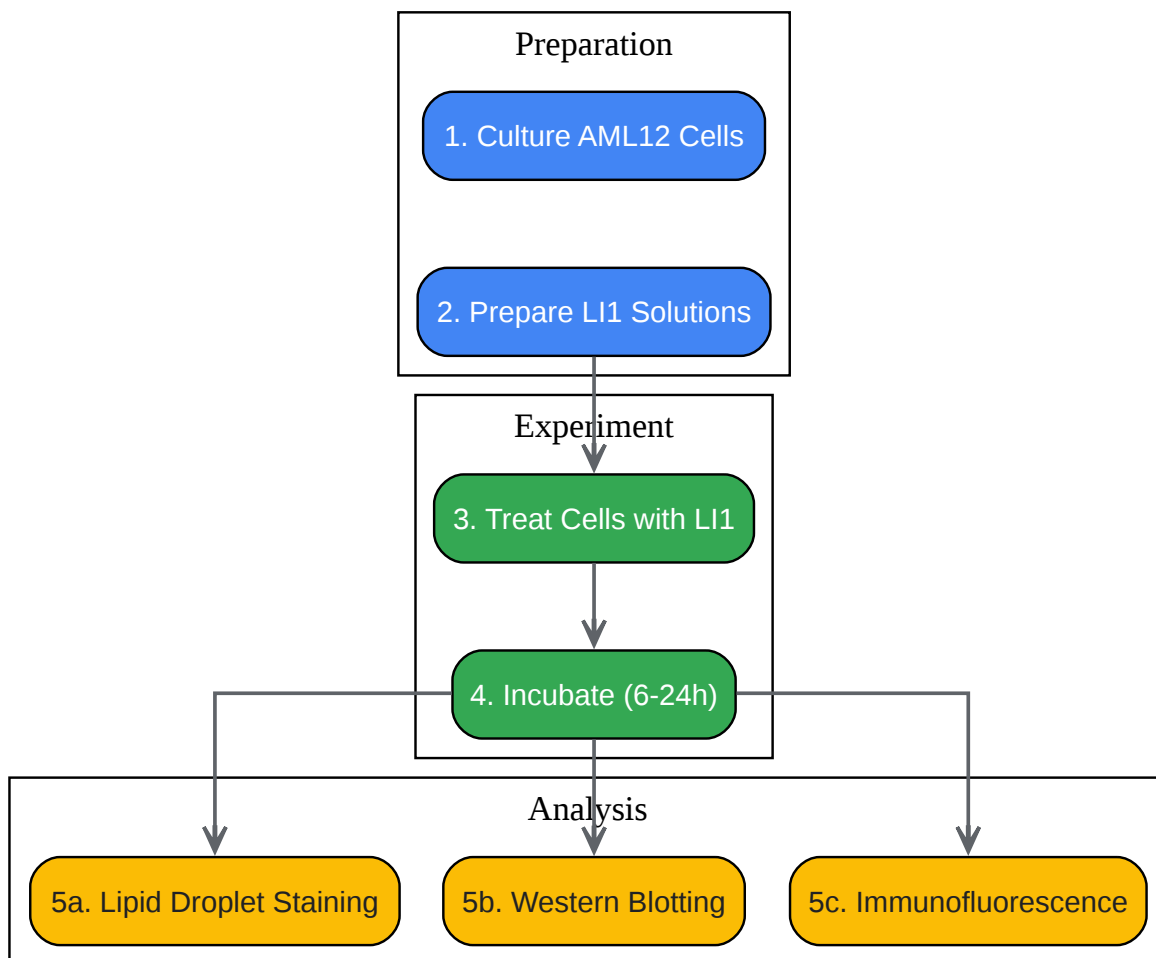 Preparation
1. Culture AML12 Cells
2. Prepare LI1 Solutions
Experiment
3. Treat Cells with LI1
4. Incubate (6-24h)
Analysis
5a. Lipid Droplet Staining
5b. Western Blotting
5c. Immunofluorescence